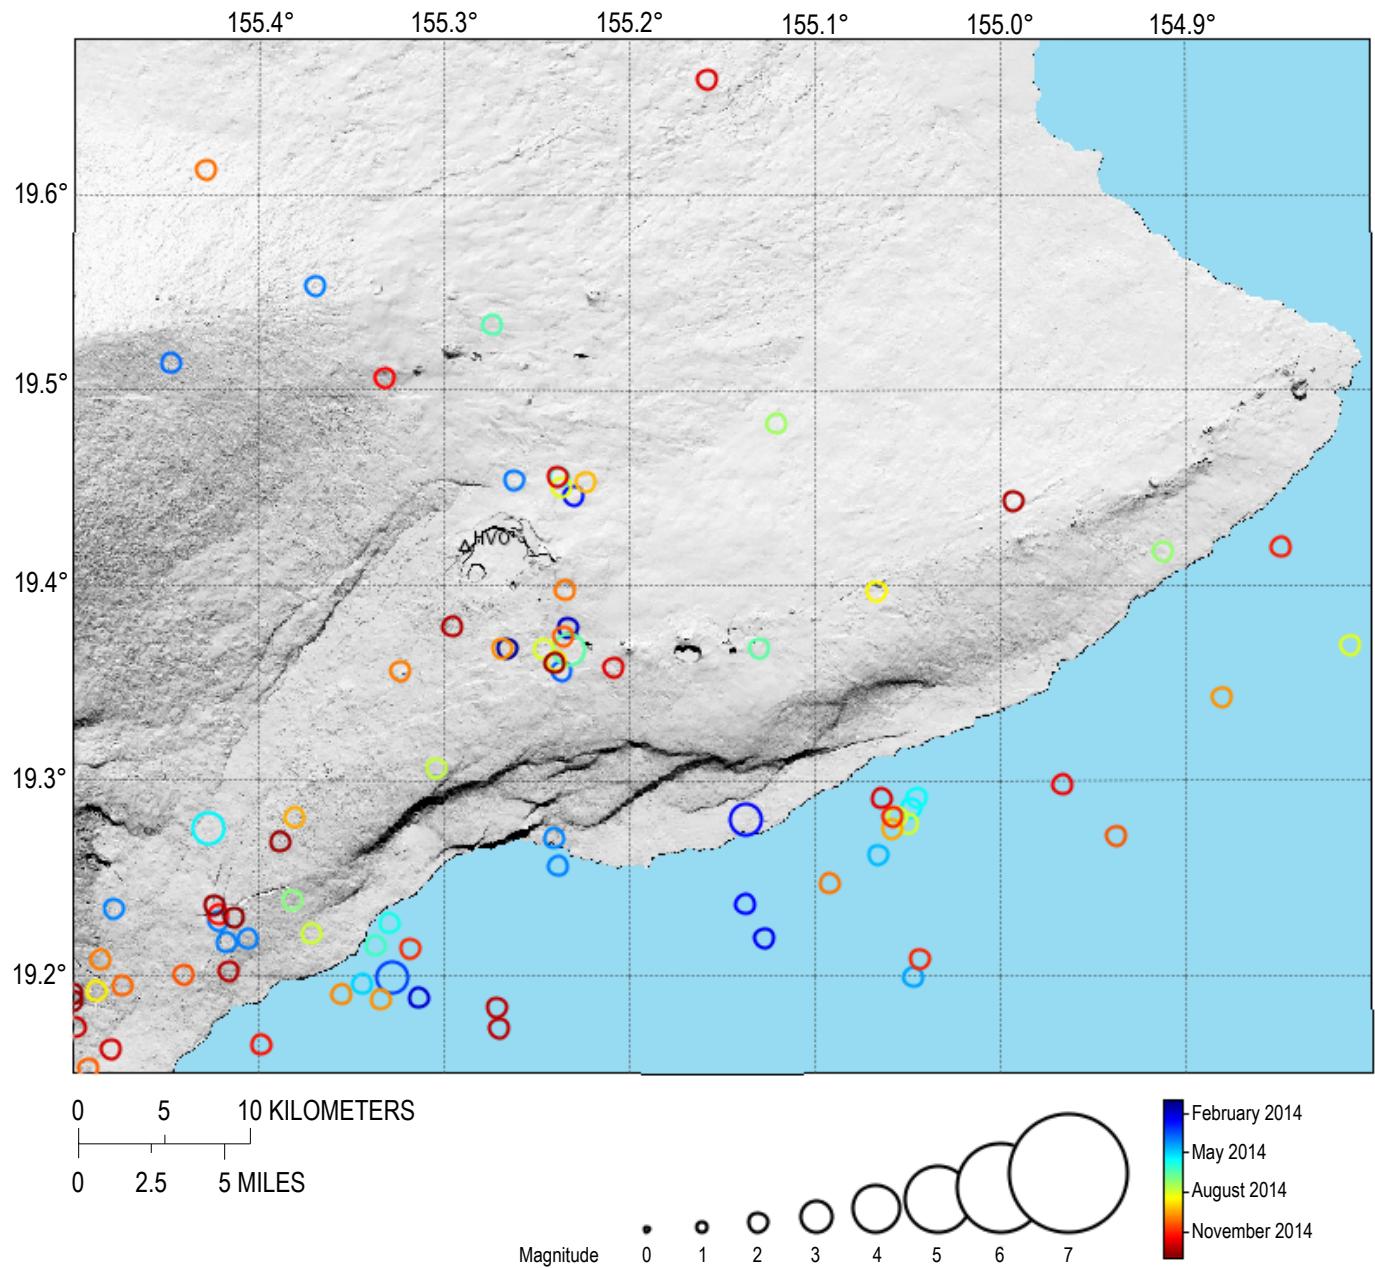 155.4° 155.3° 155.2° 155.1° 155.0° 154.9°
19.6°
19.5°
HVO
19.4°
19.3°
19.2°
0 5 10 KILOMETERS
0 2.5 5 MILES
February 2014
May 2014
August 2014
November 2014
Magnitude 0 1 2 3 4 5 6 7